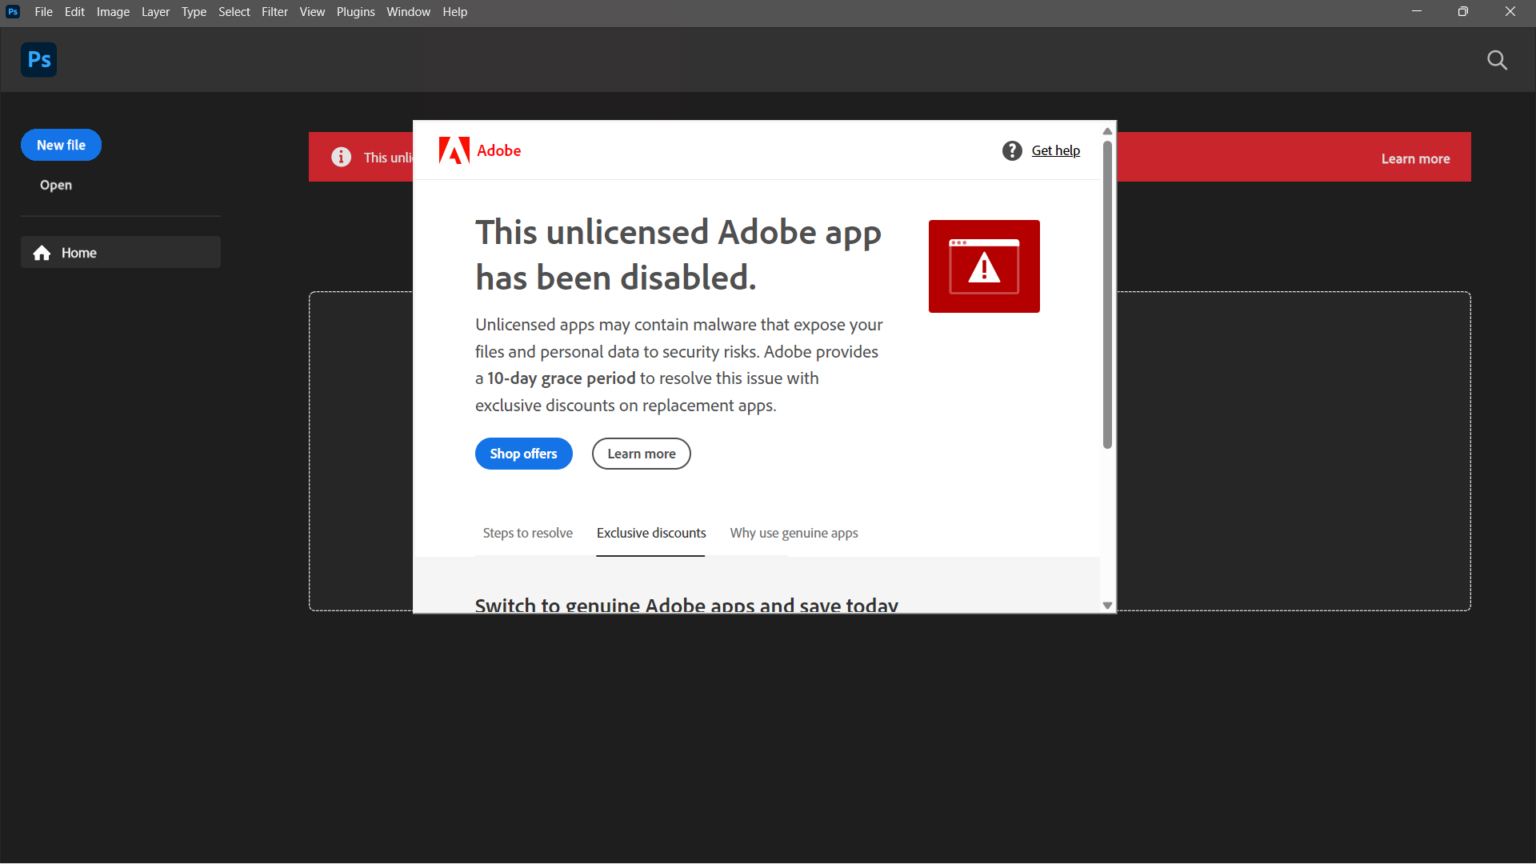 Ps File Edit Image Layer Type Select Filter View Plugins Window Help
Ps
New file
Open
Home
This unli
Learn more
Adobe
Get help
This unlicensed Adobe app
has been disabled.
Unlicensed apps may contain malware that expose your
files and personal data to security risks. Adobe provides
a 10-day grace period to resolve this issue with
exclusive discounts on replacement apps.
Shop offers Learn more
Steps to resolve Exclusive discounts Why use genuine apps
Switch to genuine Adobe apps and save today